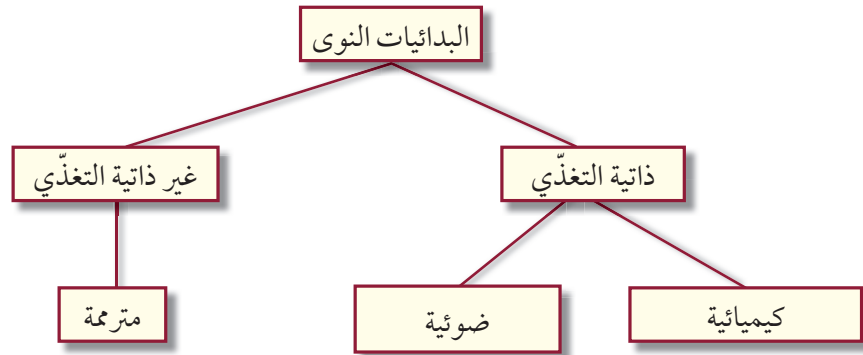 البدائيات النوى
ذاتية التغذّي
غير ذاتية التغذّي
كيميائية
ضوئية
مترممة